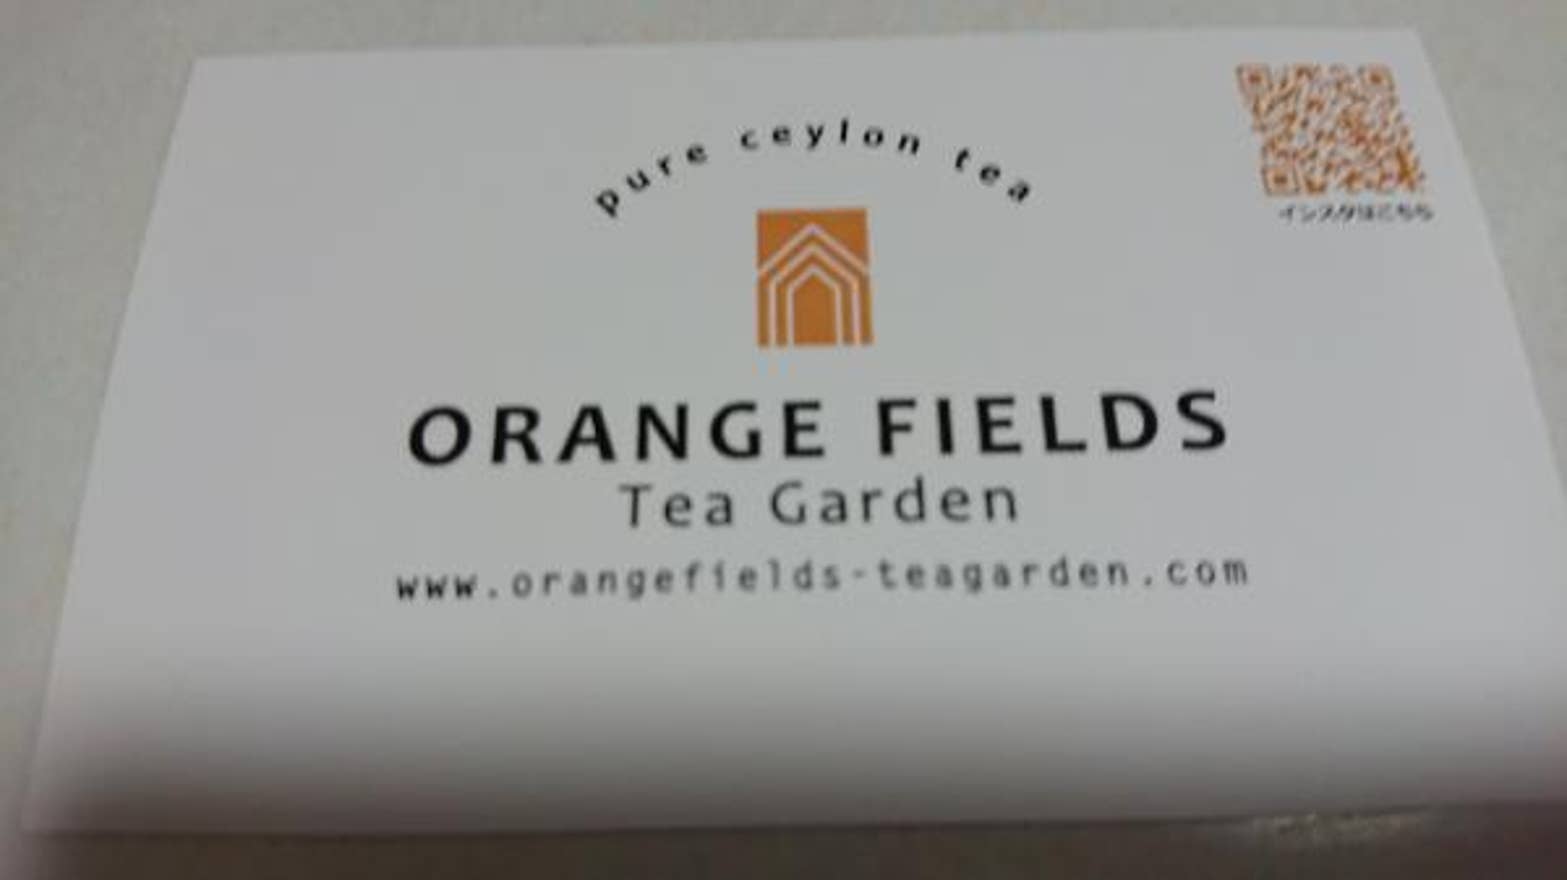 pure ceylon tea
インスタはこちら
ORANGE FIELDS
Tea Garden
www.orangefields-teagarden.com